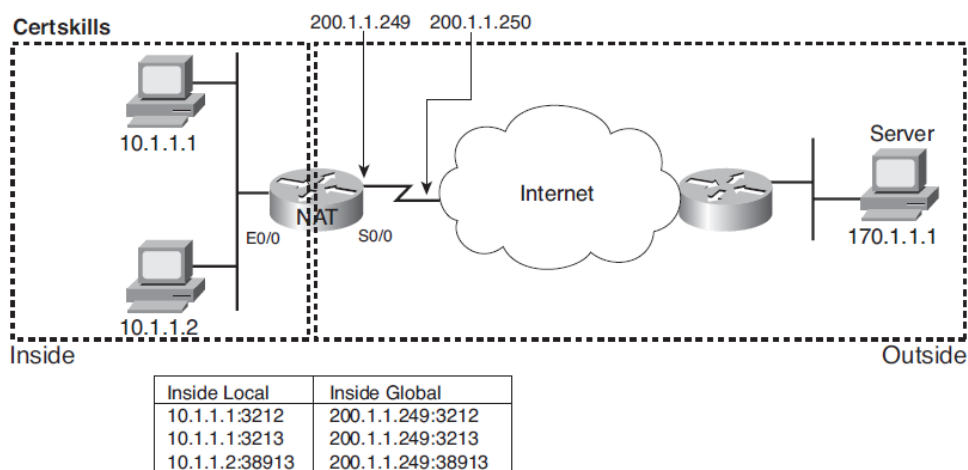 200.1.1.249 200.1.1.250
Certskills
10.1.1.1
Server
Internet
NAT
E0/0 S0/0
170.1.1.1
10.1.1.2
Inside Outside
Inside Local Inside Global
10.1.1.1:3212 200.1.1.249:3212
10.1.1.1:3213 200.1.1.249:3213
10.1.1.2:38913 200.1.1.249:38913